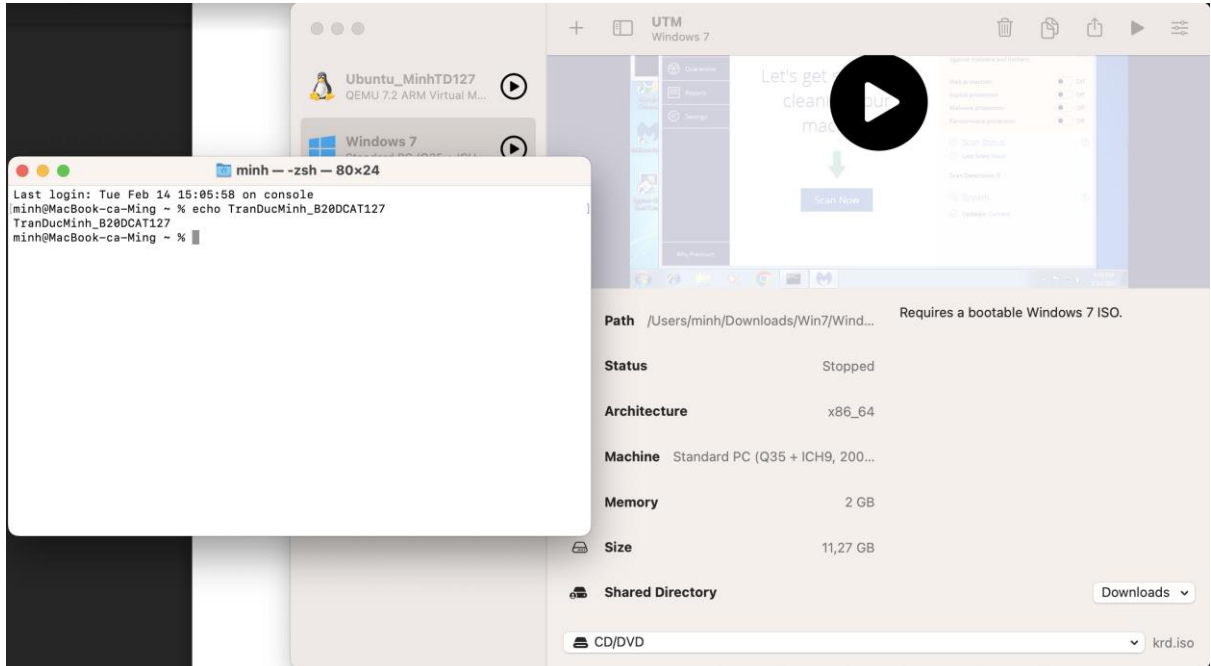 UTM
Windows 7
Ubuntu_MinhTD127
QEMU 7.2 ARM Virtual M...
Windows 7
minh — -zsh — 80×24
Last login: Tue Feb 14 15:05:58 on console
minh@MacBook-ca-Ming ~ % echo TranDucMinh_B20DCAT127
TranDucMinh_B20DCAT127
minh@MacBook-ca-Ming ~ %
Let's get
Scan Now
Path /Users/minh/Downloads/Win7/Wind...
Requires a bootable Windows 7 ISO.
Status Stopped
Architecture x86_64
Machine Standard PC (Q35 + ICH9, 200...
Memory 2 GB
Size 11,27 GB
Shared Directory Downloads
CD/DVD krd.iso